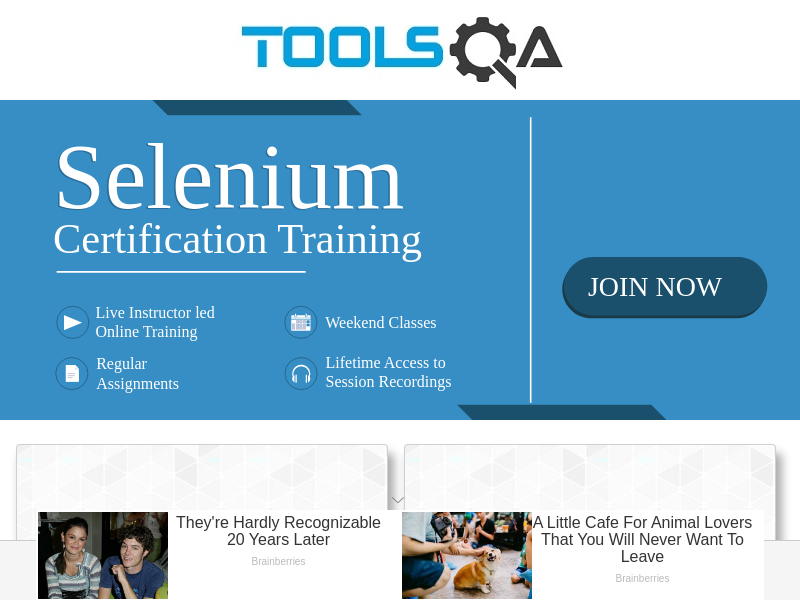 TOOLSQA
Selenium
Certification Training
Live Instructor led
Online Training
Weekend Classes
Regular
Assignments
Lifetime Access to
Session Recordings
JOIN NOW
They're Hardly Recognizable
20 Years Later
Brainberries
A Little Cafe For Animal Lovers
That You Will Never Want To
Leave
Brainberries